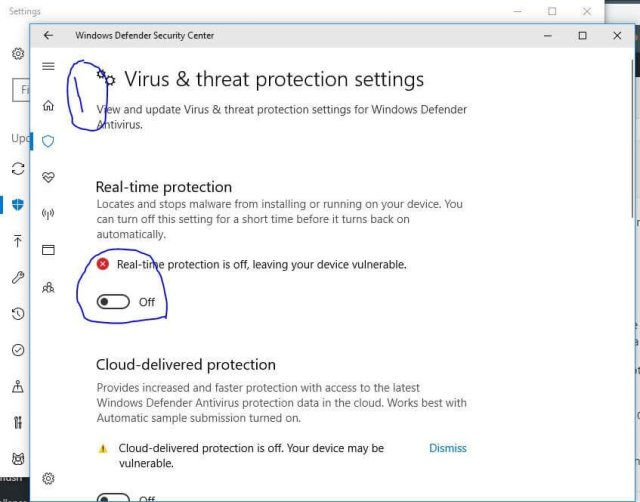 Settings
Windows Defender Security Center
Virus & threat protection settings
View and update Virus & threat protection settings for Windows Defender
Antivirus.
Real-time protection
Locates and stops malware from installing or running on your device. You
can turn off this setting for a short time before it turns back on
automatically.
Real-time protection is off, leaving your device vulnerable.
Off
Cloud-delivered protection
Provides increased and faster protection with access to the latest
Windows Defender Antivirus protection data in the cloud. Works best with
Automatic sample submission turned on.
Cloud-delivered protection is off. Your device may be Dismiss
vulnerable.
Off